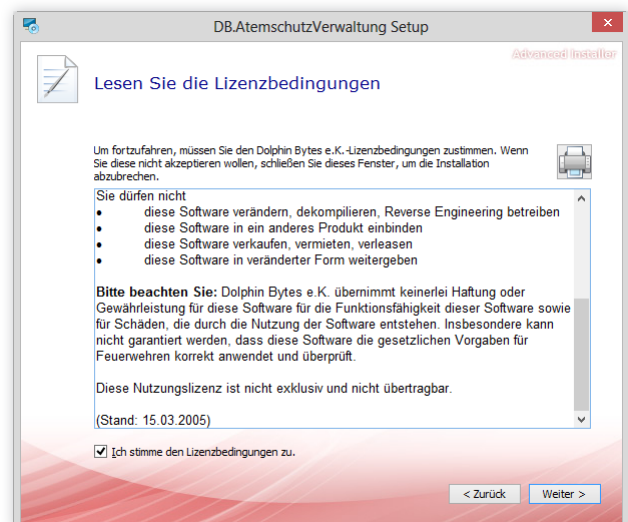 DB.AtemschutzVerwaltung Setup
Advanced Installer
Lesen Sie die Lizenzbedingungen
Um fortzufahren, müssen Sie den Dolphin Bytes e.K.-Lizenzbedingungen zustimmen. Wenn
Sie diese nicht akzeptieren wollen, schließen Sie dieses Fenster, um die Installation
abzubrechen.
Sie dürfen nicht
• diese Software verändern, dekompilieren, Reverse Engineering betreiben
• diese Software in ein anderes Produkt einbinden
• diese Software verkaufen, vermieten, verleasen
• diese Software in veränderter Form weitergeben
Bitte beachten Sie: Dolphin Bytes e.K. übernimmt keinerlei Haftung oder
Gewährleistung für diese Software für die Funktionsfähigkeit dieser Software sowie
für Schäden, die durch die Nutzung der Software entstehen. Insbesondere kann
nicht garantiert werden, dass diese Software die gesetzlichen Vorgaben für
Feuerwehren korrekt anwendet und überprüft.
Diese Nutzungslizenz ist nicht exklusiv und nicht übertragbar.
(Stand: 15.03.2005)
Ich stimme den Lizenzbedingungen zu.
< Zurück
Weiter >